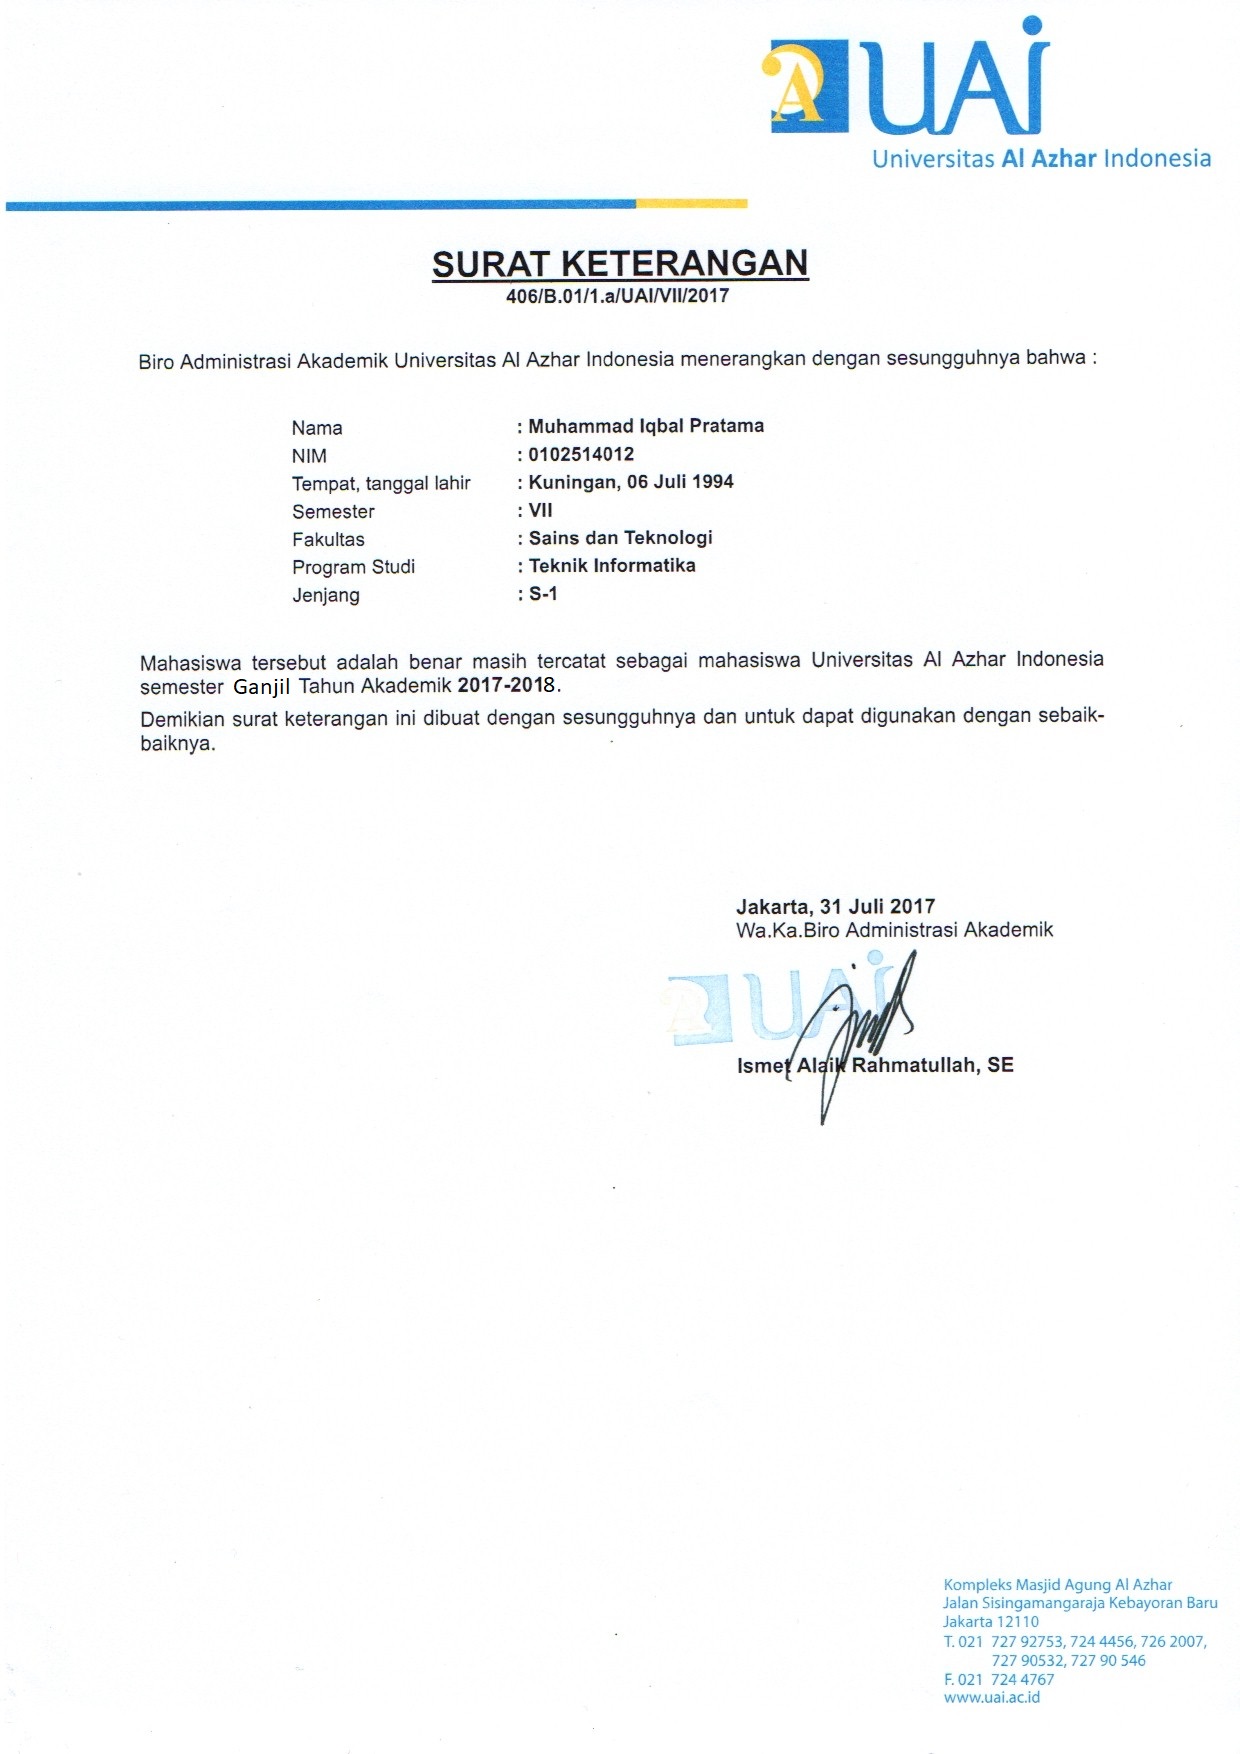 UAI
Universitas Al Azhar Indonesia
SURAT KETERANGAN
406/B.01/1.a/UAI/VII/2017
Biro Administrasi Akademik Universitas Al Azhar Indonesia menerangkan dengan sesungguhnya bahwa :
Nama : Muhammad Iqbal Pratama
NIM : 0102514012
Tempat, tanggal lahir : Kuningan, 06 Juli 1994
Semester : VII
Fakultas : Sains dan Teknologi
Program Studi : Teknik Informatika
Jenjang : S-1
Mahasiswa tersebut adalah benar masih tercatat sebagai mahasiswa Universitas Al Azhar Indonesia
semester Ganjil Tahun Akademik 2017-2018.
Demikian surat keterangan ini dibuat dengan sesungguhnya dan untuk dapat digunakan dengan sebaik-
baiknya.
Jakarta, 31 Juli 2017
Wa.Ka.Biro Administrasi Akademik
UAI
Ismet Alaik Rahmatullah, SE
Kompleks Masjid Agung Al Azhar
Jalan Sisingamangaraja Kebayoran Baru
Jakarta 12110
T. 021 727 92753, 724 4456, 726 2007,
727 90532, 727 90 546
F. 021 724 4767
www.uai.ac.id